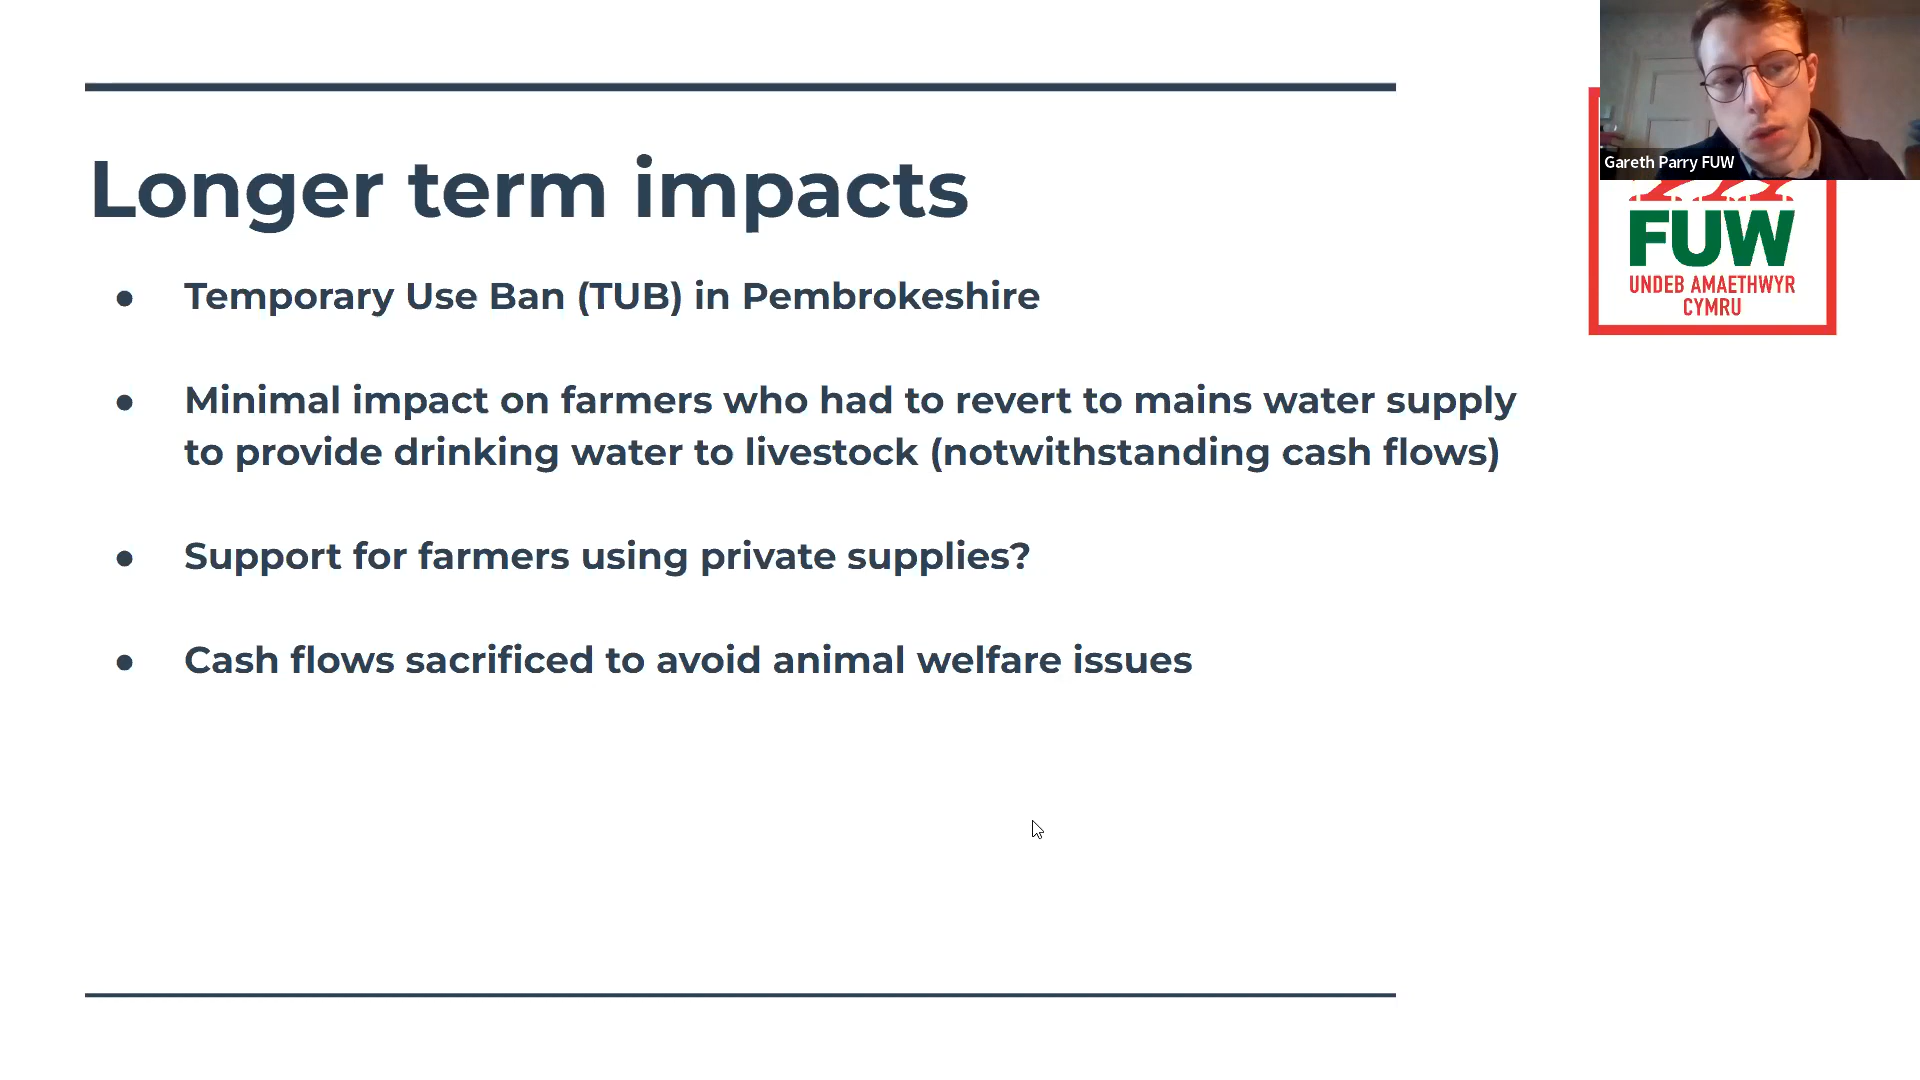 Longer term impacts
● Temporary Use Ban (TUB) in Pembrokeshire
● Minimal impact on farmers who had to revert to mains water supply
to provide drinking water to livestock (notwithstanding cash flows)
● Support for farmers using private supplies?
● Cash flows sacrificed to avoid animal welfare issues
Gareth Parry FUW
FUW
UNDEB AMAETHWYR
CYMRU